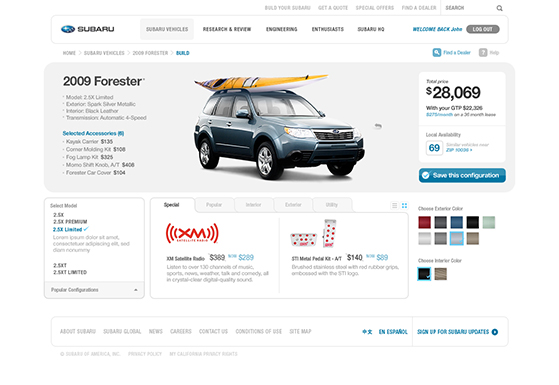 BUILD YOUR SUBARU GET A QUOTE SPECIAL OFFERS FIND A DEALER SEARCH
SUBARU SUBARU VEHICLES RESEARCH & REVIEW ENGINEERING ENTHUSIASTS SUBARU HQ WELCOME BACK John LOG OUT
HOME > SUBARU VEHICLES > 2009 FORESTER > BUILD Find a Dealer ? Help
2009 Forester
· Model: 2.5X Limited
· Exterior: Spark Silver Metallic
· Interior: Black Leather
· Transmission: Automatic 4-Speed
Selected Accessories (6)
· Kayak Carrier $135
· Corner Molding Kit $108
· Fog Lamp Kit $325
· Momo Shift Knob, A/T $408
· Forester Car Cover $104
Total price
$28,069
With your GTP $22,326
$275/month on a 36 month lease
Local Availability
69 Similar vehicles near
ZIP 10036 >
Save this configuration
Select Model
2.5X
2.5X PREMIUM
2.5X Limited
Lorem ipsum dolor sit amet,
consectetuer adipiscing elit, sed
diam nonummy
2.5XT
2.5XT LIMITED
Popular Configurations
Special Popular Interior Exterior Utility
XM
SATELLITE RADIO
XM Satellite Radio $389 NOW $289
Listen to over 130 channels of music,
sports, news, weather, talk and comedy, all
in crystal-clear digital-quality sound.
STI Metal Pedal Kit - A/T $140 NOW $89
Brushed stainless steel with red rubber grips,
embossed with the STI logo.
Choose Exterior Color
Choose Interior Color
ABOUT SUBARU SUBARU GLOBAL NEWS CAREERS CONTACT US CONDITIONS OF USE SITE MAP 中文 EN ESPAÑOL SIGN UP FOR SUBARU UPDATES
© SUBARU OF AMERICA, INC. PRIVACY POLICY MY CALIFORNIA PRIVACY RIGHTS